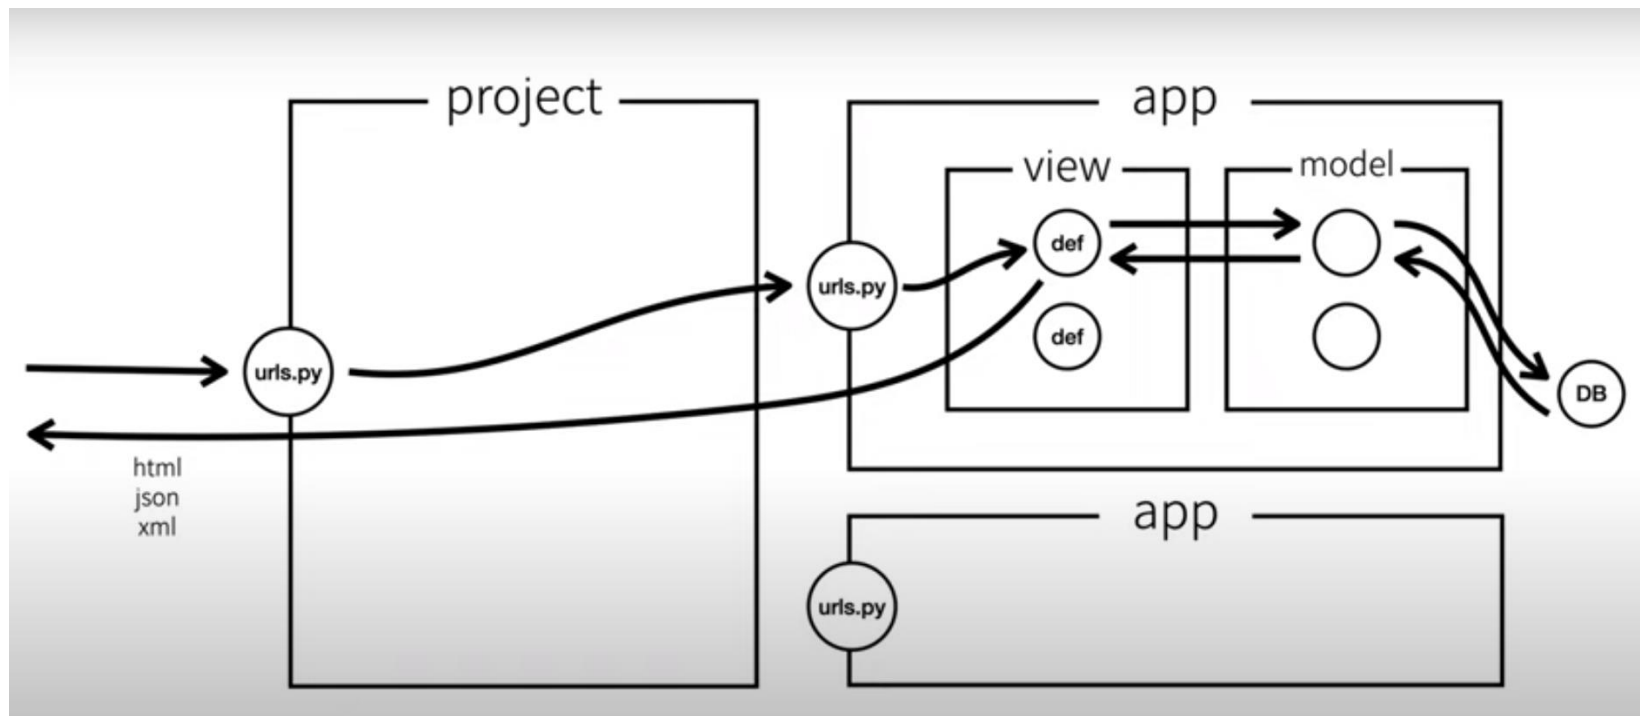 project
app
view
model
def
urls.py
def
urls.py
DB
html
json
xml
app
urls.py